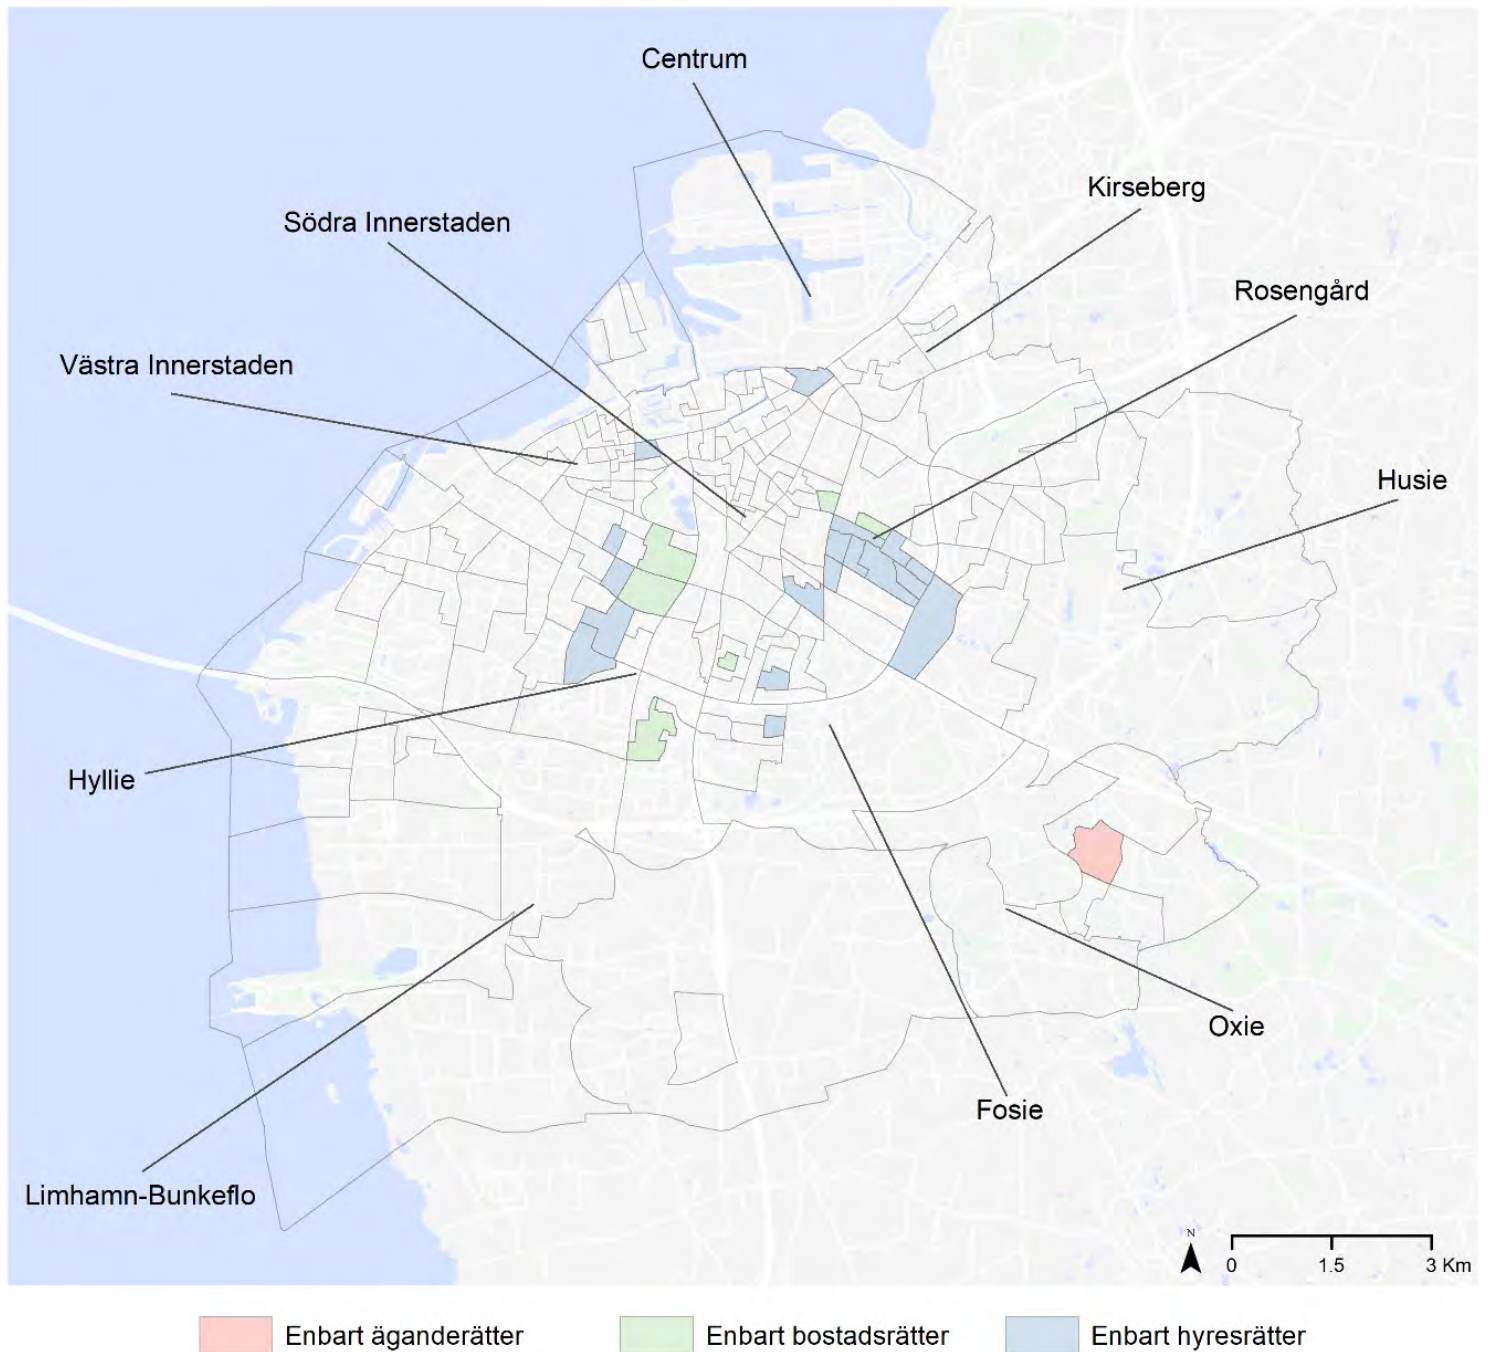 Centrum
Kirseberg
Södra Innerstaden
Rosengård
Västra Innerstaden
Husie
Hyllie
Oxie
Fosie
Limhamn-Bunkeflo
N
0 1.5 3 Km
Enbart äganderätter Enbart bostadsrätter Enbart hyresrätter